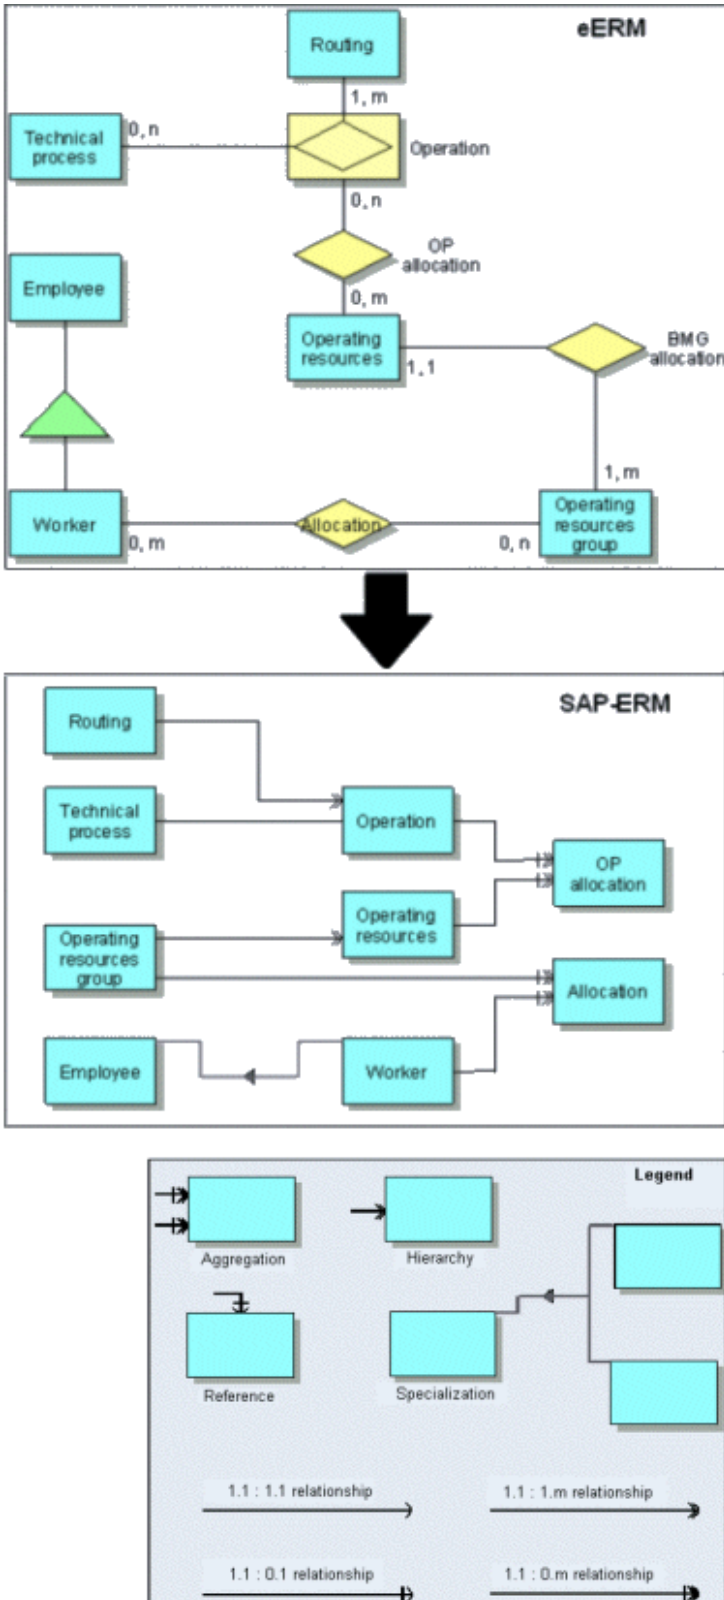 eERM
Routing
1, m
Technical
process
0, n
Operation
0, n
OP
allocation
Employee
0, m
Operating
resources
1, 1
BMG
allocation
1, m
Worker
0, m
Allocation
0, n
Operating
resources
group
SAP-ERM
Routing
Technical
process
Operation
OP
allocation
Operating
resources
Operating
resources
group
Allocation
Employee
Worker
Legend
Aggregation
Hierarchy
Reference
Specialization
1.1 : 1.1 relationship
1.1 : 1.m relationship
1.1 : 0.1 relationship
1.1 : 0.m relationship